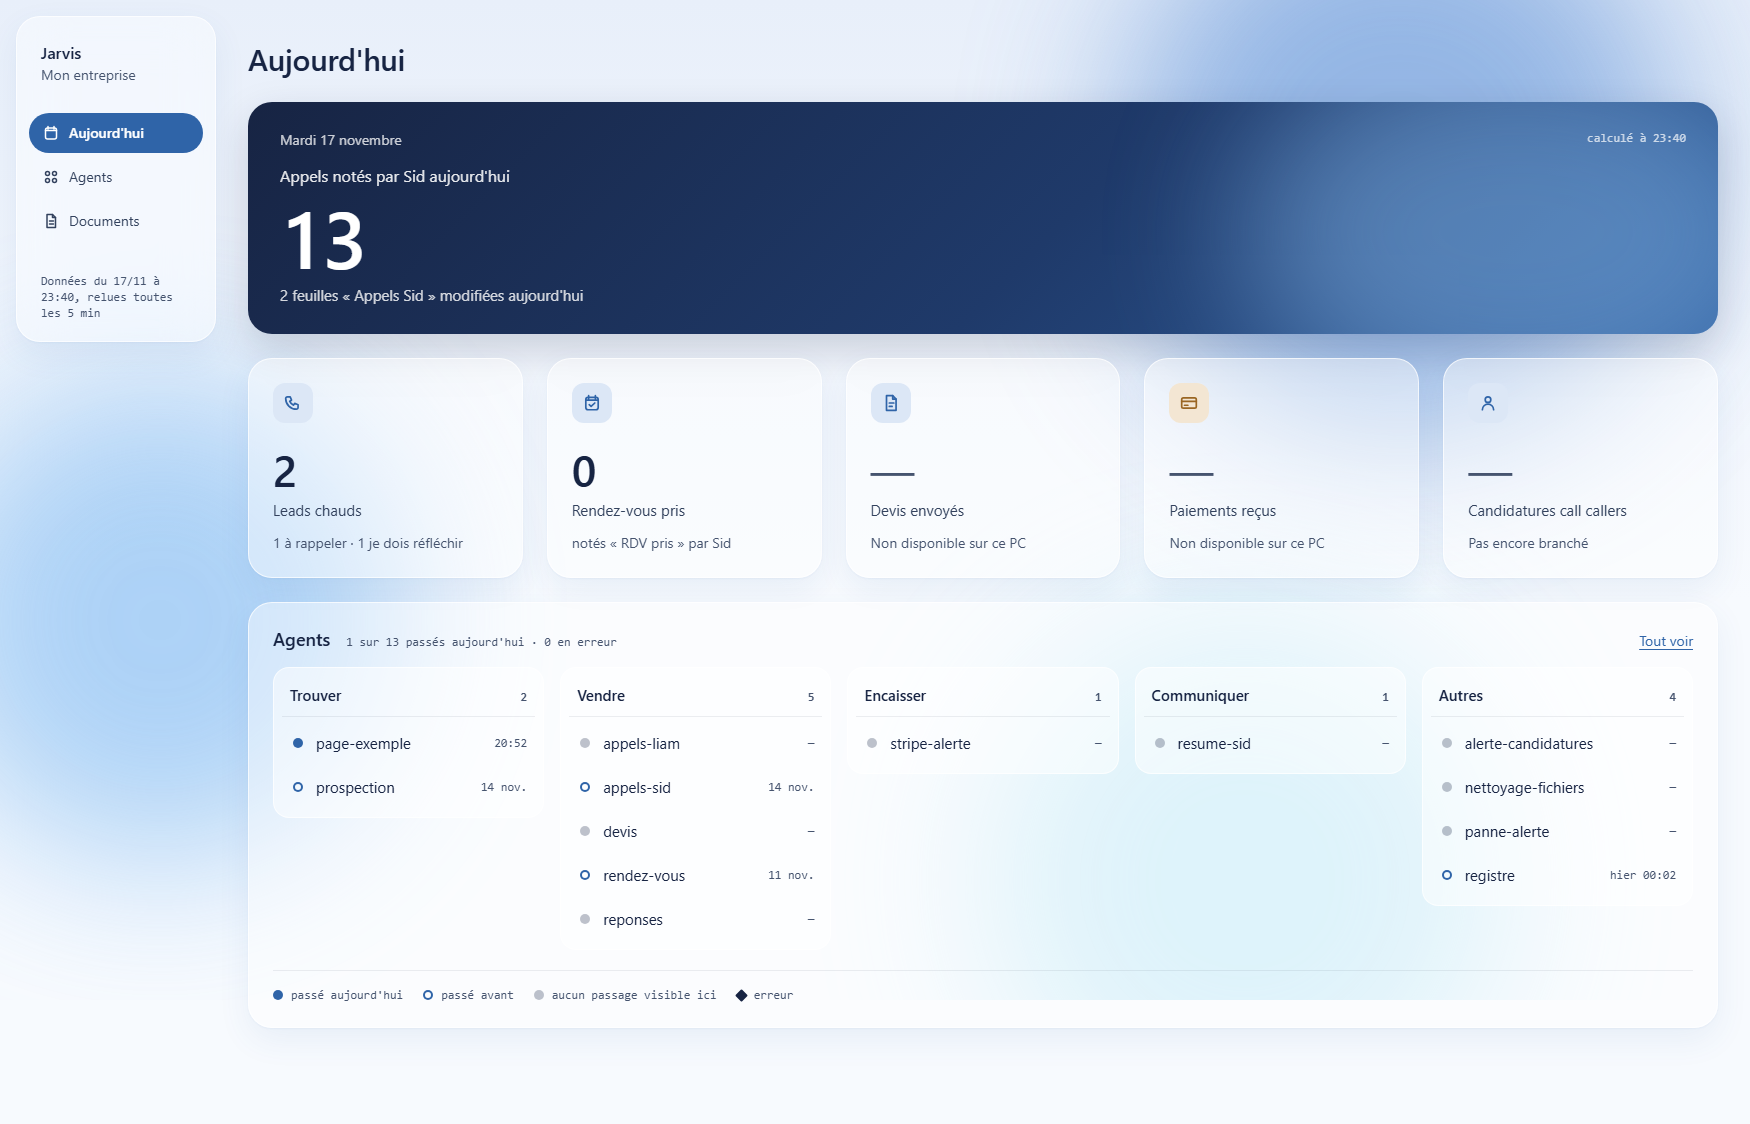 Jarvis
Mon entreprise
Aujourd'hui
Agents
Documents
Données du 17/11 à
23:40, relues toutes
les 5 min
Aujourd'hui
Mardi 17 novembre
calculé à 23:40
Appels notés par Sid aujourd'hui
13
2 feuilles « Appels Sid » modifiées aujourd'hui
2
Leads chauds
1 à rappeler · 1 je dois réfléchir
0
Rendez-vous pris
notés « RDV pris » par Sid
—
Devis envoyés
Non disponible sur ce PC
—
Paiements reçus
Non disponible sur ce PC
—
Candidatures call callers
Pas encore branché
Agents 1 sur 13 passés aujourd'hui · 0 en erreur
Tout voir
Trouver 2
page-exemple 20:52
prospection 14 nov.
Vendre 5
appels-liam –
appels-sid 14 nov.
devis –
rendez-vous 11 nov.
reponses –
Encaisser 1
stripe-alerte –
Communiquer 1
resume-sid –
Autres 4
alerte-candidatures –
nettoyage-fichiers –
panne-alerte –
registre hier 00:02
passé aujourd'hui passé avant aucun passage visible ici erreur